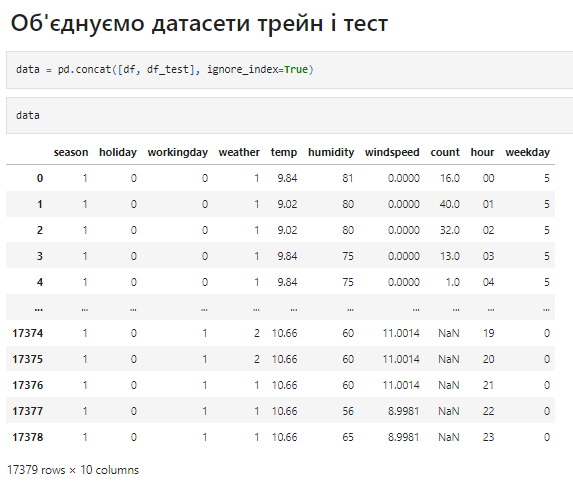 Об'єднуємо датасети трейн і тест
data = pd.concat([df, df_test], ignore_index=True)
data
season holiday workingday weather temp humidity windspeed count hour weekday
0 1 0 0 1 9.84 81 0.0000 16.0 00 5
1 1 0 0 1 9.02 80 0.0000 40.0 01 5
2 1 0 0 1 9.02 80 0.0000 32.0 02 5
3 1 0 0 1 9.84 75 0.0000 13.0 03 5
4 1 0 0 1 9.84 75 0.0000 1.0 04 5
... ... ... ... ... ... ... ... ... ... ...
17374 1 0 1 2 10.66 60 11.0014 NaN 19 0
17375 1 0 1 2 10.66 60 11.0014 NaN 20 0
17376 1 0 1 1 10.66 60 11.0014 NaN 21 0
17377 1 0 1 1 10.66 56 8.9981 NaN 22 0
17378 1 0 1 1 10.66 65 8.9981 NaN 23 0
17379 rows × 10 columns